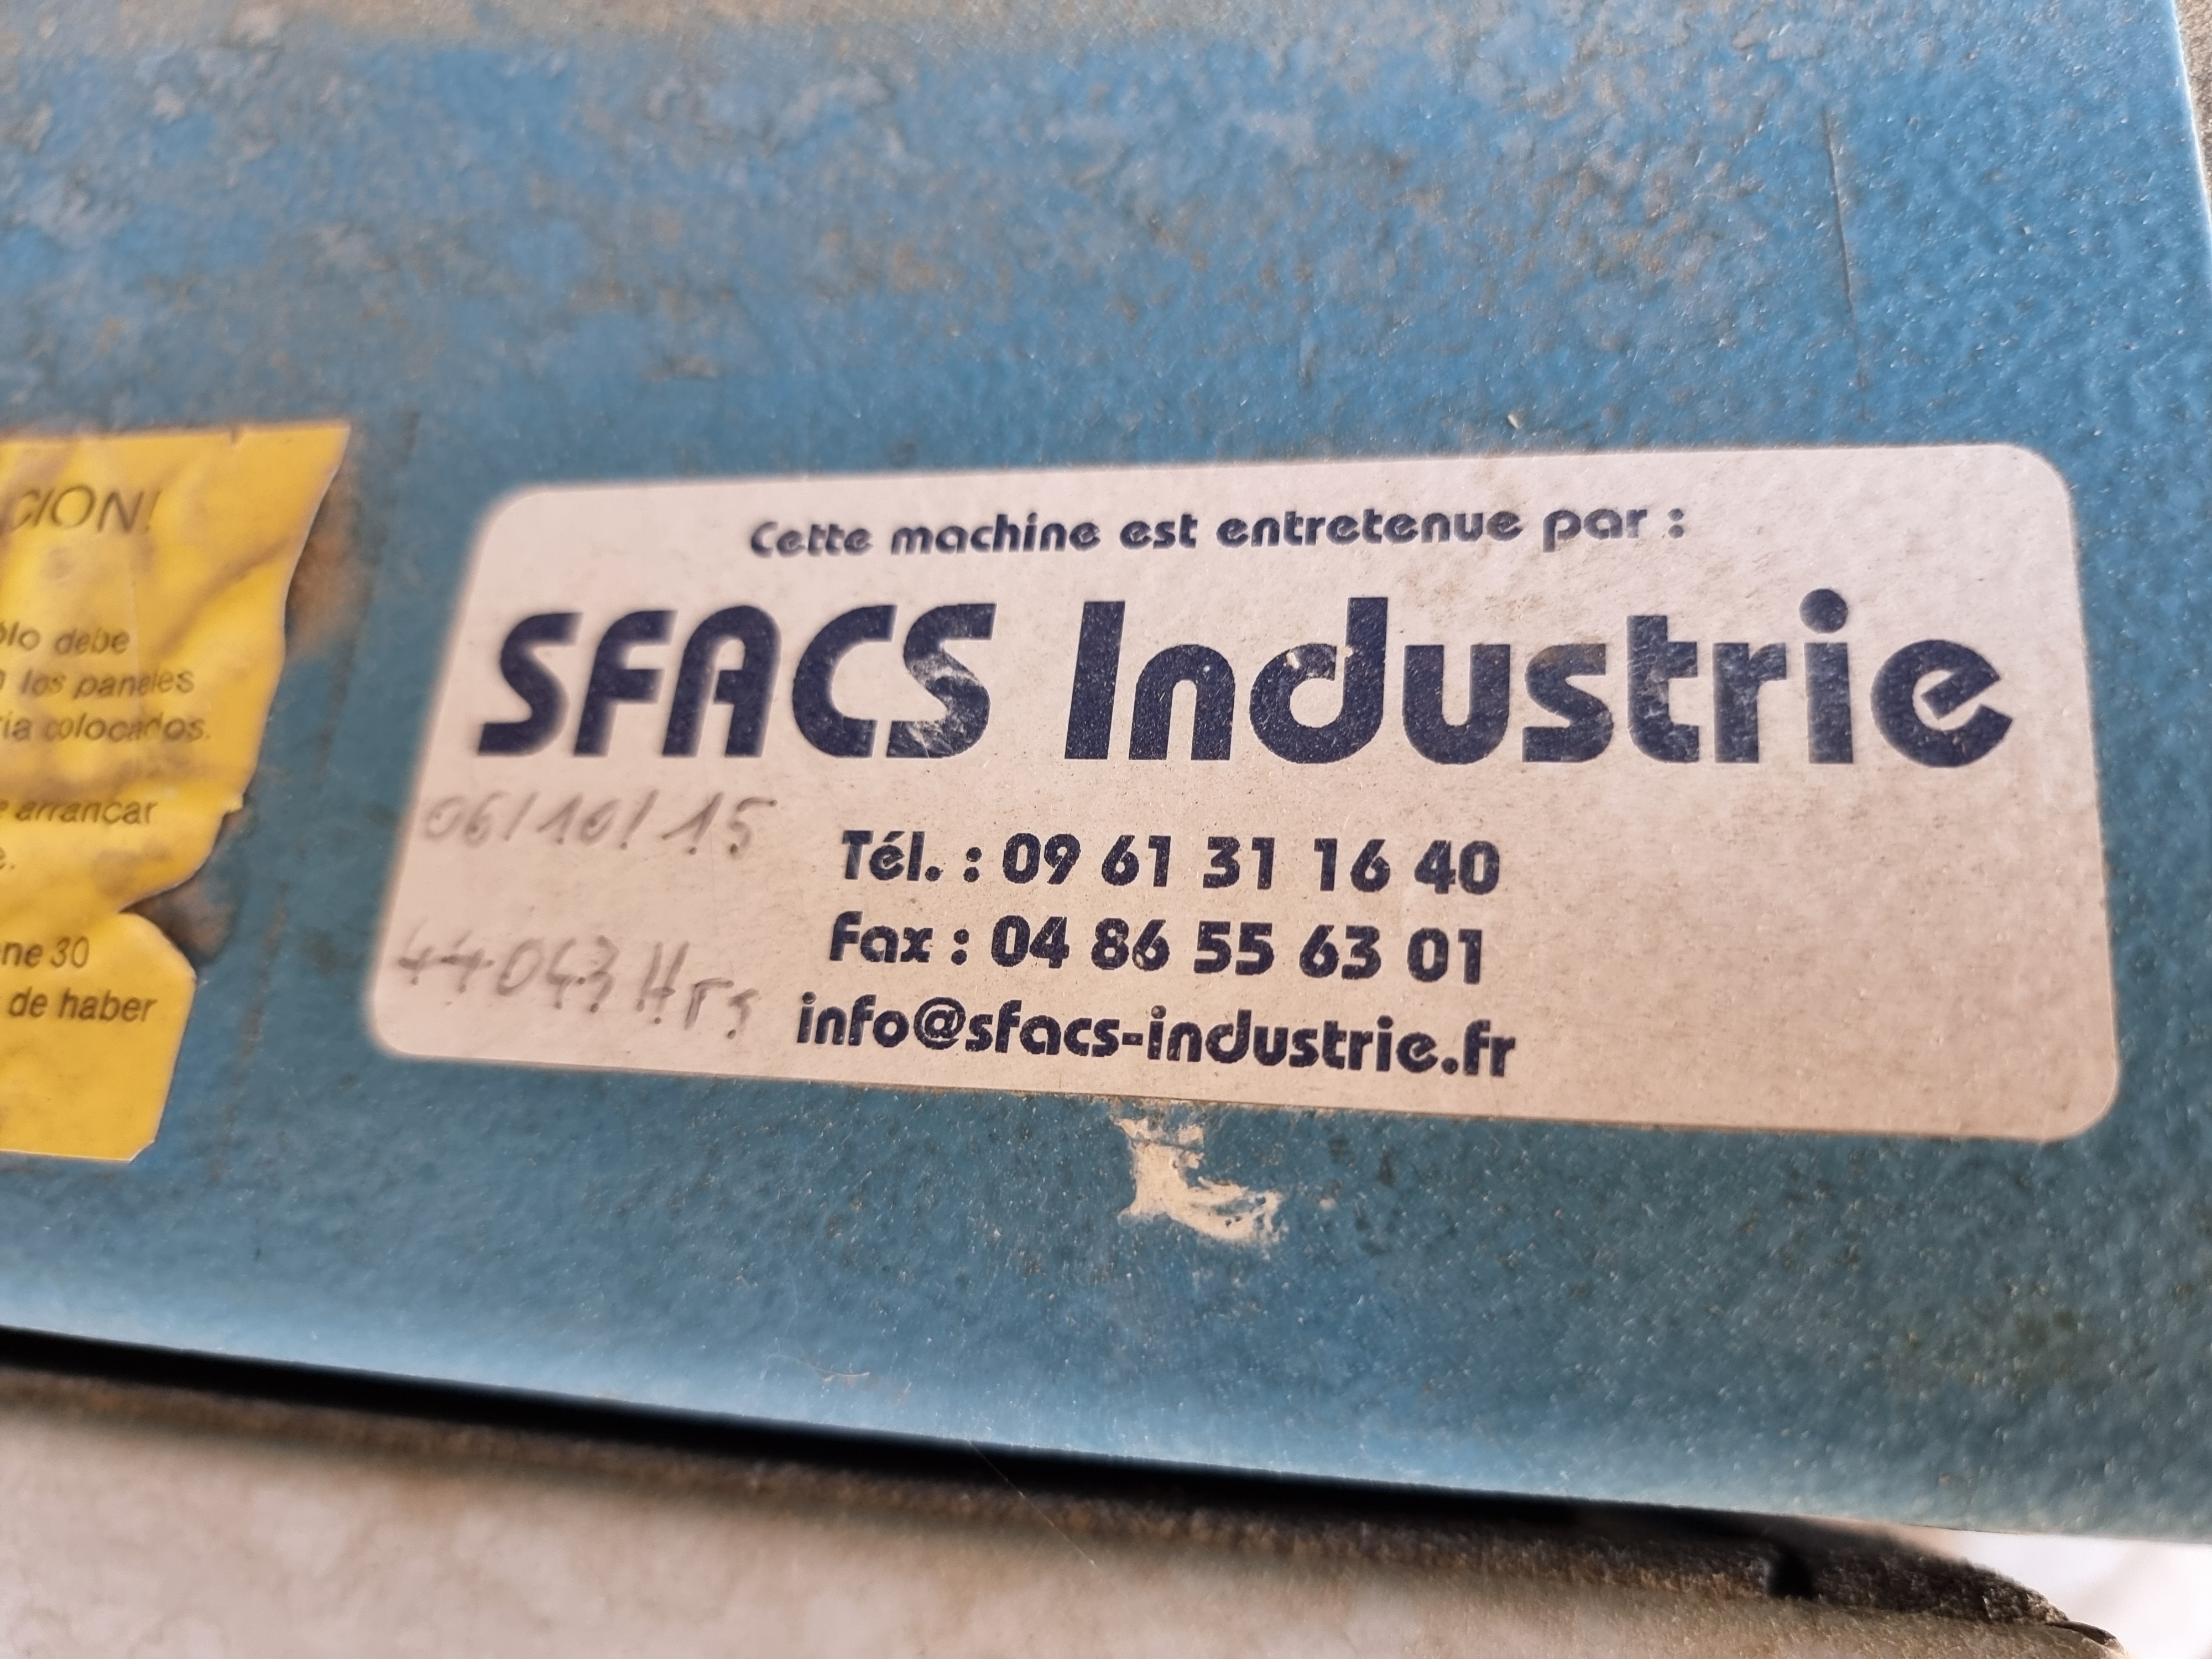 CION!
ólo debe
los paneles
ria colocados.
arrancar
ne 30
de haber
Cette machine est entretenue par :
SFACS Industrie
06/10/15
Tél. : 09 61 31 16 40
Fax : 04 86 55 63 01
44043 Hrs
info@sfacs-industrie.fr